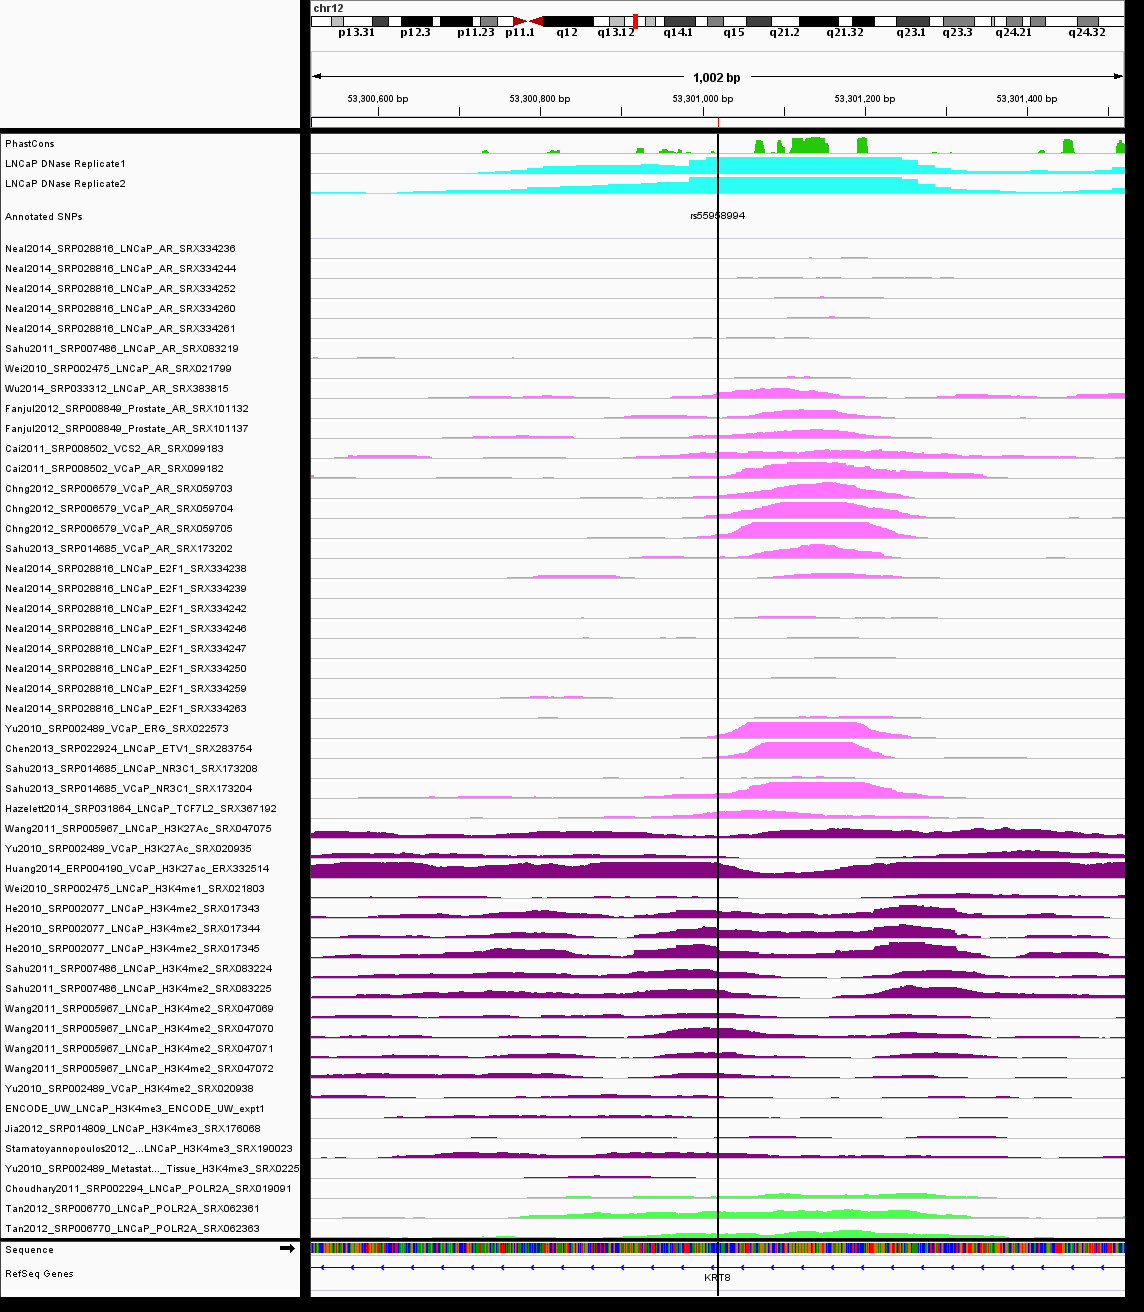 chr12
p13.31 p12.3 p11.23 p11.1 q12 q13.12 q14.1 q15 q21.2 q21.32 q23.1 q23.3 q24.21 q24.32
1,002 bp
53,300,600 bp 53,300,800 bp 53,301,000 bp 53,301,200 bp 53,301,400 bp
PhastCons
LNCaP DNase Replicate1
LNCaP DNase Replicate2
Annotated SNPs
rs55958994
Neal2014_SRP028816_LNCaP_AR_SRX334236
Neal2014_SRP028816_LNCaP_AR_SRX334244
Neal2014_SRP028816_LNCaP_AR_SRX334252
Neal2014_SRP028816_LNCaP_AR_SRX334260
Neal2014_SRP028816_LNCaP_AR_SRX334261
Sahu2011_SRP007486_LNCaP_AR_SRX083219
Wei2010_SRP002475_LNCaP_AR_SRX021799
Wu2014_SRP033312_LNCaP_AR_SRX383815
Fanjul2012_SRP008849_Prostate_AR_SRX101132
Fanjul2012_SRP008849_Prostate_AR_SRX101137
Cai2011_SRP008502_VCS2_AR_SRX099183
Cai2011_SRP008502_VCaP_AR_SRX099182
Chng2012_SRP006579_VCaP_AR_SRX059703
Chng2012_SRP006579_VCaP_AR_SRX059704
Chng2012_SRP006579_VCaP_AR_SRX059705
Sahu2013_SRP014685_VCaP_AR_SRX173202
Neal2014_SRP028816_LNCaP_E2F1_SRX334238
Neal2014_SRP028816_LNCaP_E2F1_SRX334239
Neal2014_SRP028816_LNCaP_E2F1_SRX334242
Neal2014_SRP028816_LNCaP_E2F1_SRX334246
Neal2014_SRP028816_LNCaP_E2F1_SRX334247
Neal2014_SRP028816_LNCaP_E2F1_SRX334250
Neal2014_SRP028816_LNCaP_E2F1_SRX334259
Neal2014_SRP028816_LNCaP_E2F1_SRX334263
Yu2010_SRP002489_VCaP_ERG_SRX022573
Chen2013_SRP022924_LNCaP_ETV1_SRX283754
Sahu2013_SRP014685_LNCaP_NR3C1_SRX173208
Sahu2013_SRP014685_VCaP_NR3C1_SRX173204
Hazelett2014_SRP031864_LNCaP_TCF7L2_SRX367192
Wang2011_SRP005967_LNCaP_H3K27Ac_SRX047075
Yu2010_SRP002489_VCaP_H3K27Ac_SRX020935
Huang2014_ERP004190_VCaP_H3K27ac_ERX332514
Wei2010_SRP002475_LNCaP_H3K4me1_SRX021803
He2010_SRP002077_LNCaP_H3K4me2_SRX017343
He2010_SRP002077_LNCaP_H3K4me2_SRX017344
He2010_SRP002077_LNCaP_H3K4me2_SRX017345
Sahu2011_SRP007486_LNCaP_H3K4me2_SRX083224
Sahu2011_SRP007486_LNCaP_H3K4me2_SRX083225
Wang2011_SRP005967_LNCaP_H3K4me2_SRX047069
Wang2011_SRP005967_LNCaP_H3K4me2_SRX047070
Wang2011_SRP005967_LNCaP_H3K4me2_SRX047071
Wang2011_SRP005967_LNCaP_H3K4me2_SRX047072
Yu2010_SRP002489_VCaP_H3K4me2_SRX020938
ENCODE_UW_LNCaP_H3K4me3_ENCODE_UW_expt1
Jia2012_SRP014809_LNCaP_H3K4me3_SRX176068
Stamatoyannopoulos2012_..._LNCaP_H3K4me3_SRX190023
Yu2010_SRP002489_Metastat..._Tissue_H3K4me3_SRX0225
Choudhary2011_SRP002294_LNCaP_POLR2A_SRX019091
Tan2012_SRP006770_LNCaP_POLR2A_SRX062361
Tan2012_SRP006770_LNCaP_POLR2A_SRX062363
Sequence
RefSeq Genes
KRT8